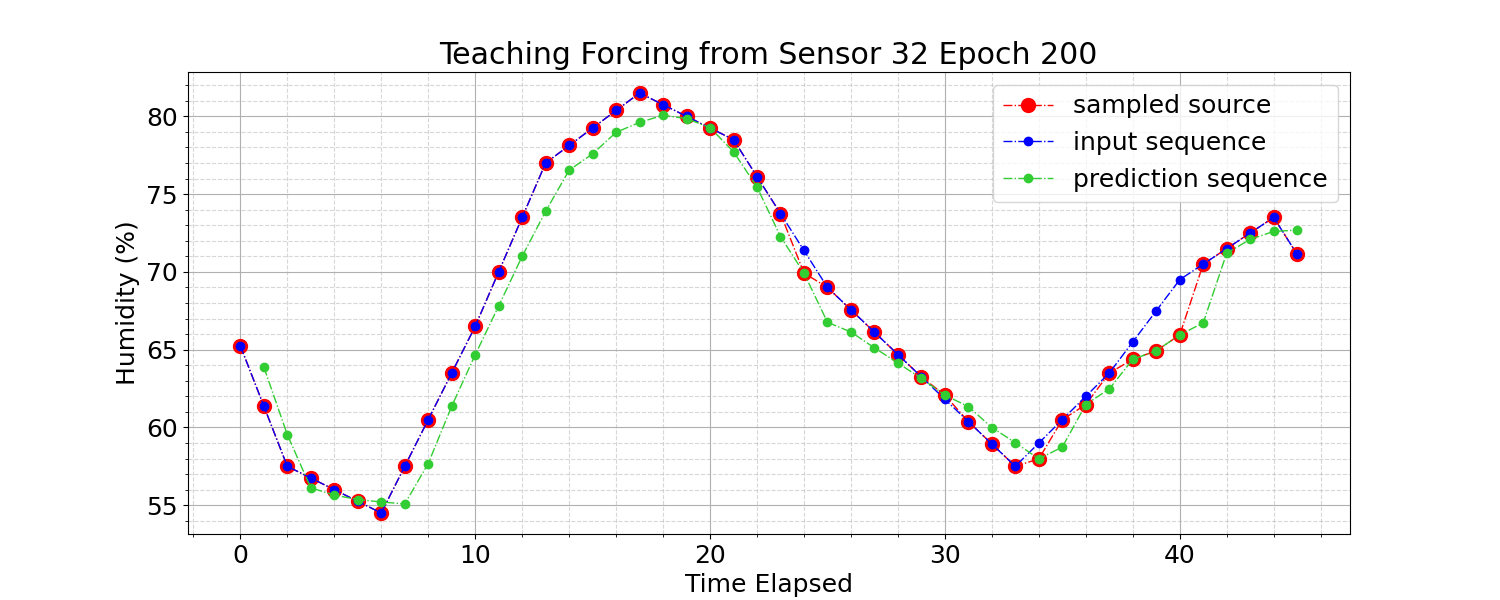 Teaching Forcing from Sensor 32 Epoch 200
sampled source
input sequence
prediction sequence
Humidity (%)
80
75
70
65
60
55
0 10 20 30 40
Time Elapsed